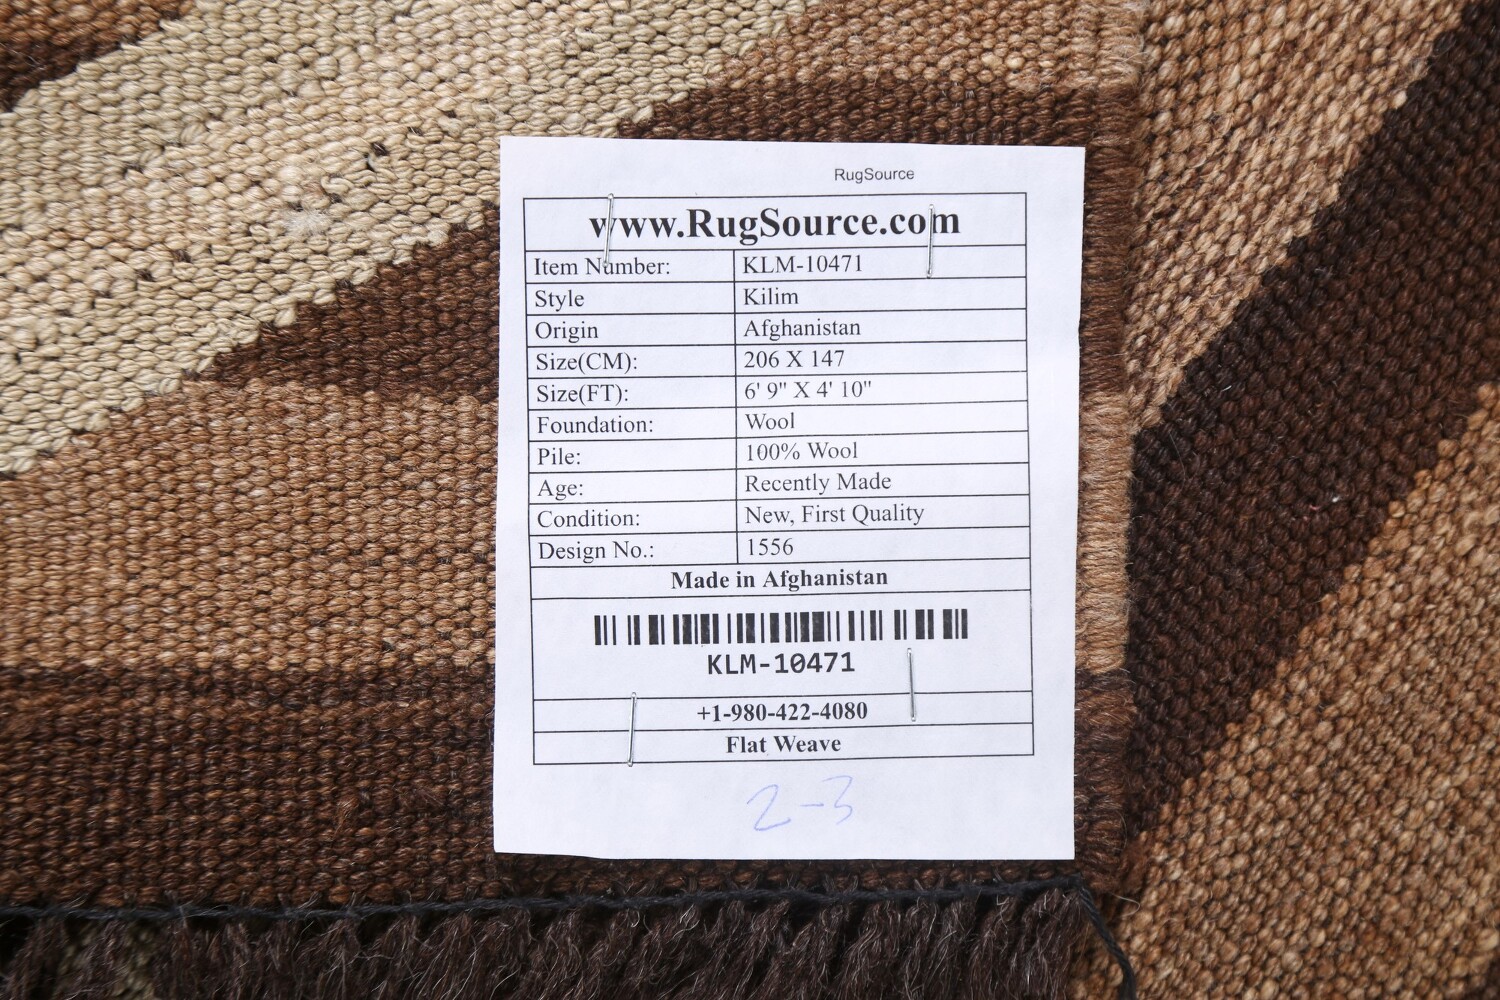 RugSource
www.RugSource.com
Item Number: KLM-10471
Style Kilim
Origin Afghanistan
Size(CM): 206 X 147
Size(FT): 6' 9" X 4' 10"
Foundation: Wool
Pile: 100% Wool
Age: Recently Made
Condition: New, First Quality
Design No.: 1556
Made in Afghanistan
KLM-10471
+1-980-422-4080
Flat Weave
2-3